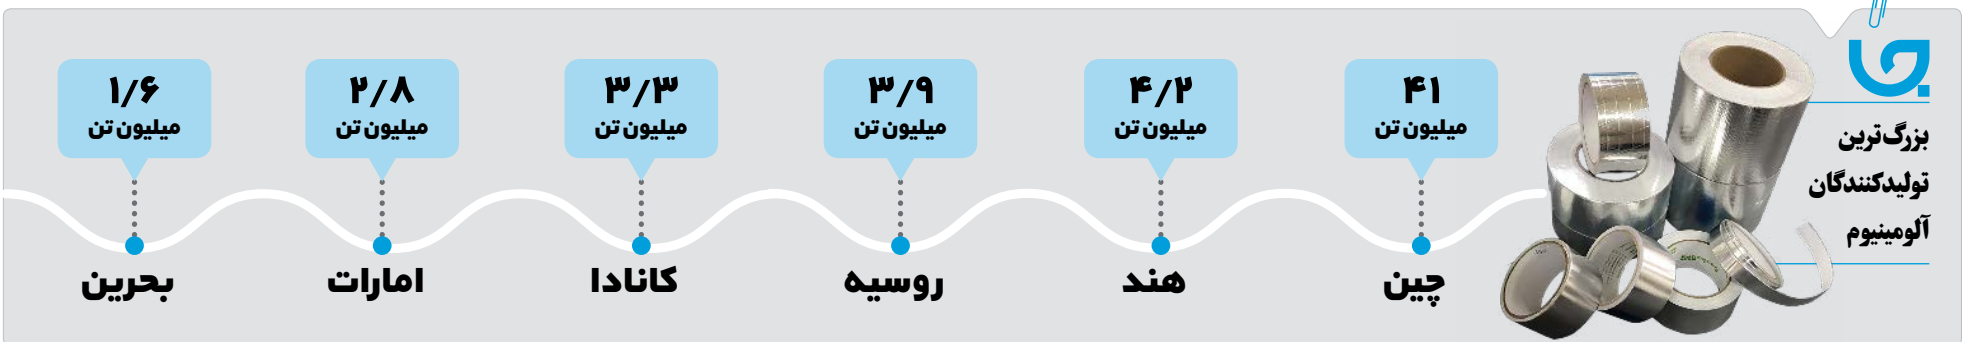 بزرگ‌ترین
تولیدکنندگان
آلومینیوم
۴۱
میلیون تن
چین
۴/۲
میلیون تن
هند
۳/۹
میلیون تن
روسیه
۳/۳
میلیون تن
کانادا
۲/۸
میلیون تن
امارات
۱/۶
میلیون تن
بحرین